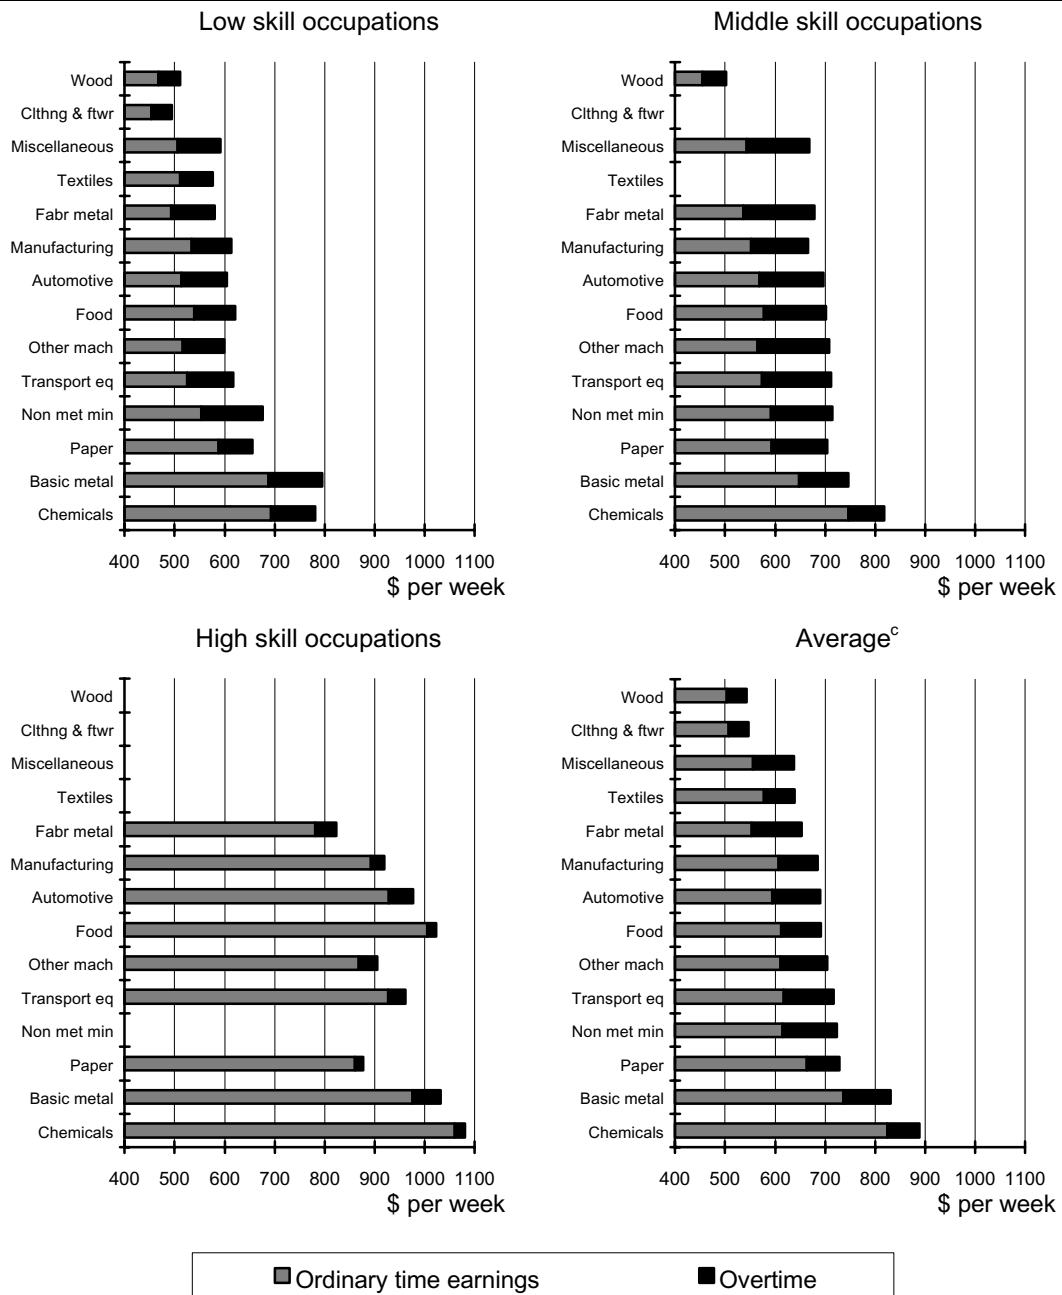 Low skill occupations
Wood
Clthng & ftwr
Miscellaneous
Textiles
Fabr metal
Manufacturing
Automotive
Food
Other mach
Transport eq
Non met min
Paper
Basic metal
Chemicals
400 500 600 700 800 900 1000 1100
$ per week
Middle skill occupations
Wood
Clthng & ftwr
Miscellaneous
Textiles
Fabr metal
Manufacturing
Automotive
Food
Other mach
Transport eq
Non met min
Paper
Basic metal
Chemicals
400 500 600 700 800 900 1000 1100
$ per week
High skill occupations
Wood
Clthng & ftwr
Miscellaneous
Textiles
Fabr metal
Manufacturing
Automotive
Food
Other mach
Transport eq
Non met min
Paper
Basic metal
Chemicals
400 500 600 700 800 900 1000 1100
$ per week
Average^c
Wood
Clthng & ftwr
Miscellaneous
Textiles
Fabr metal
Manufacturing
Automotive
Food
Other mach
Transport eq
Non met min
Paper
Basic metal
Chemicals
400 500 600 700 800 900 1000 1100
$ per week
Ordinary time earnings Overtime